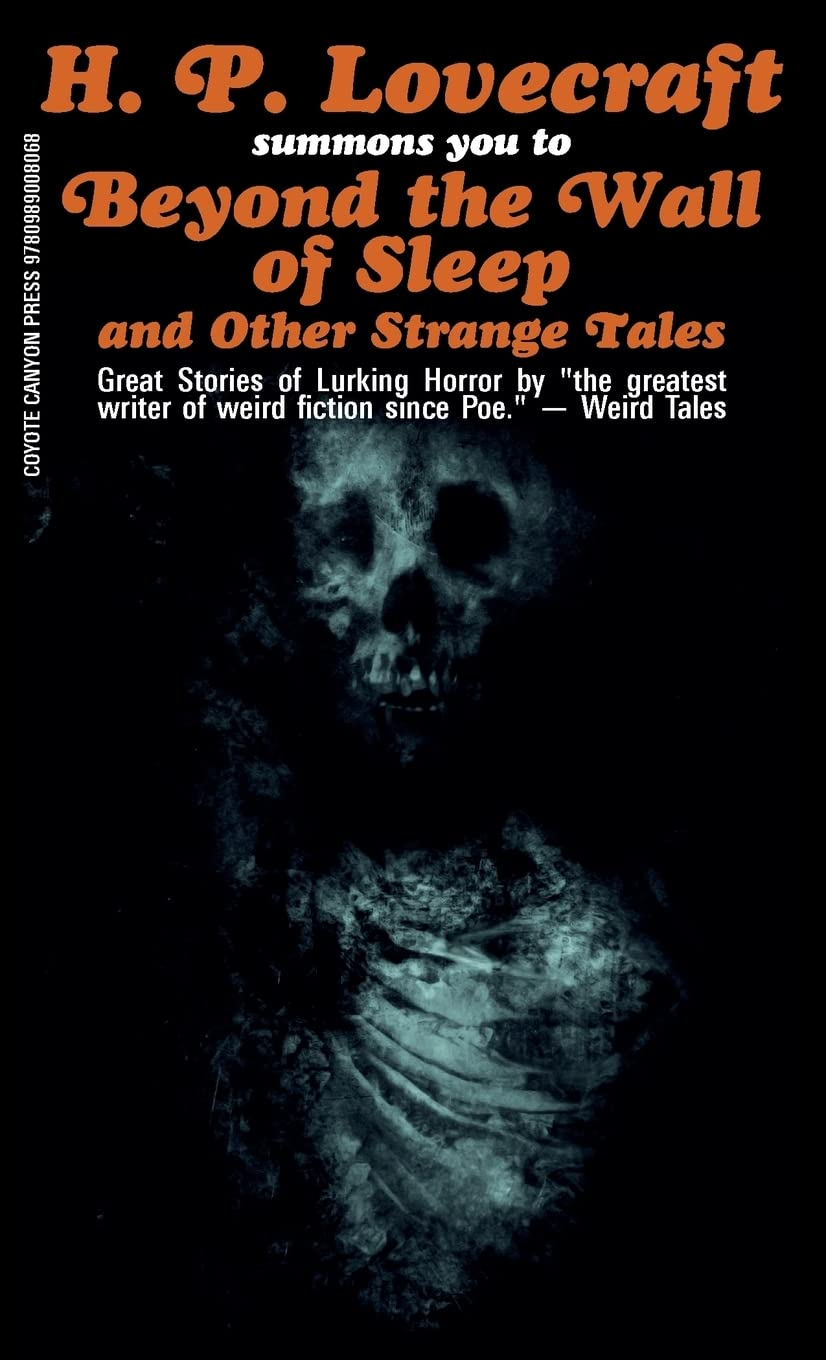 H. P. Lovecraft
summons you to
Beyond the Wall
of Sleep
and Other Strange Tales
Great Stories of Lurking Horror by "the greatest
writer of weird fiction since Poe." — Weird Tales
COYOTE CANYON PRESS 9780989008068